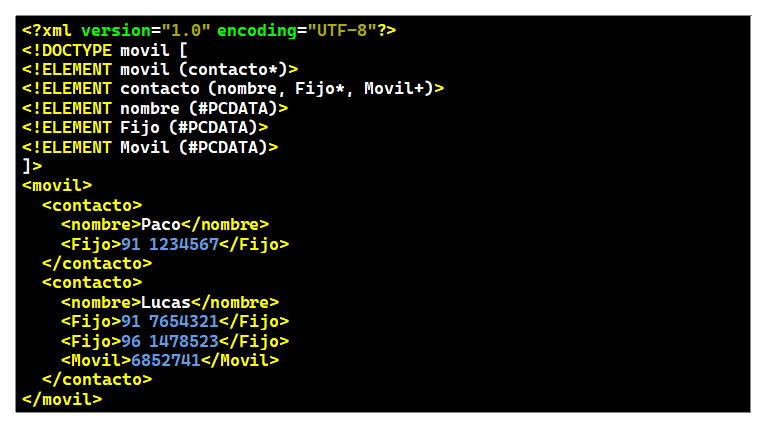 <?xml version="1.0" encoding="UTF-8"?>
<!DOCTYPE movil [
<!ELEMENT movil (contacto*)>
<!ELEMENT contacto (nombre, Fijo*, Movil+)>
<!ELEMENT nombre (#PCDATA)>
<!ELEMENT Fijo (#PCDATA)>
<!ELEMENT Movil (#PCDATA)>
]>
<movil>
  <contacto>
    <nombre>Paco</nombre>
    <Fijo>91 1234567</Fijo>
  </contacto>
  <contacto>
    <nombre>Lucas</nombre>
    <Fijo>91 7654321</Fijo>
    <Fijo>96 1478523</Fijo>
    <Movil>6852741</Movil>
  </contacto>
</movil>